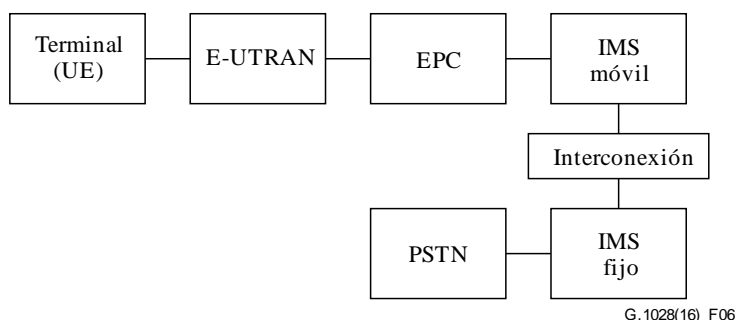 Terminal
(UE)
E-UTRAN
EPC
IMS
móvil
Interconexión
PSTN
IMS
fijo
G.1028(16)_F06